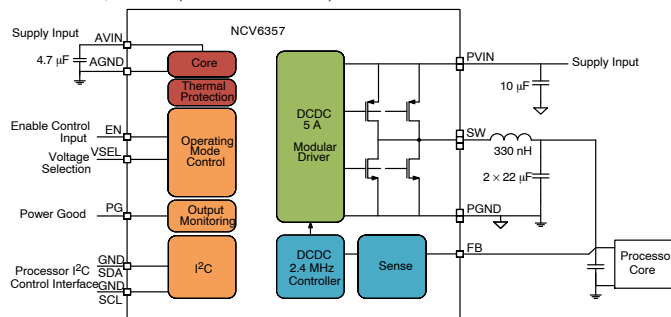 NCV6357
Supply Input
AVIN
4.7 μF
AGND
Core
Thermal
Protection
Enable Control
Input
EN
Operating
Mode
Control
VSEL
Voltage
Selection
Power Good
PG
Output
Monitoring
Processor I²C
Control Interface
GND
SDA
GND
SCL
I²C
DCDC
5 A
Modular
Driver
DCDC
2.4 MHz
Controller
Sense
PVIN
Supply Input
10 μF
SW
330 nH
2 × 22 μF
PGND
FB
Processor
Core